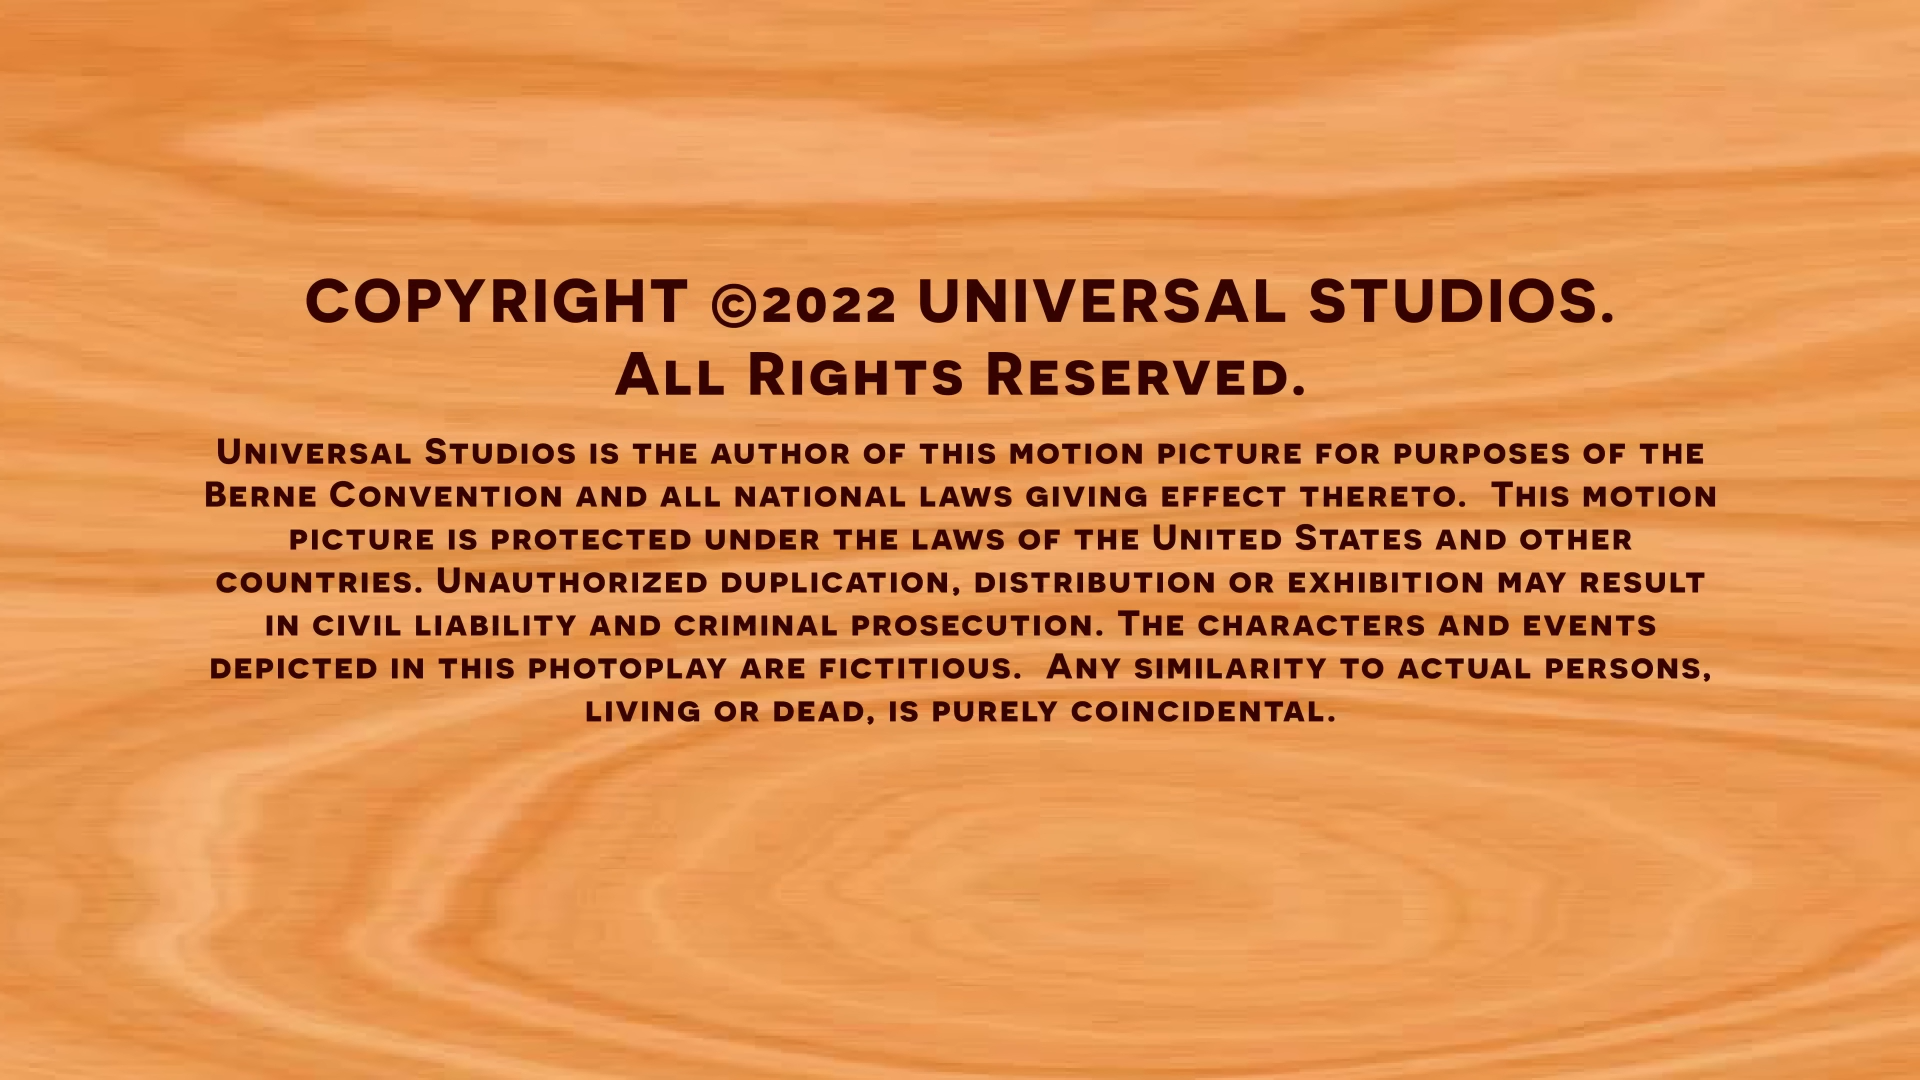 COPYRIGHT ©2022 UNIVERSAL STUDIOS.
All Rights Reserved.
Universal Studios is the author of this motion picture for purposes of the
Berne Convention and all national laws giving effect thereto.  This motion
picture is protected under the laws of the United States and other
countries. Unauthorized duplication, distribution or exhibition may result
in civil liability and criminal prosecution. The characters and events
depicted in this photoplay are fictitious.  Any similarity to actual persons,
living or dead, is purely coincidental.